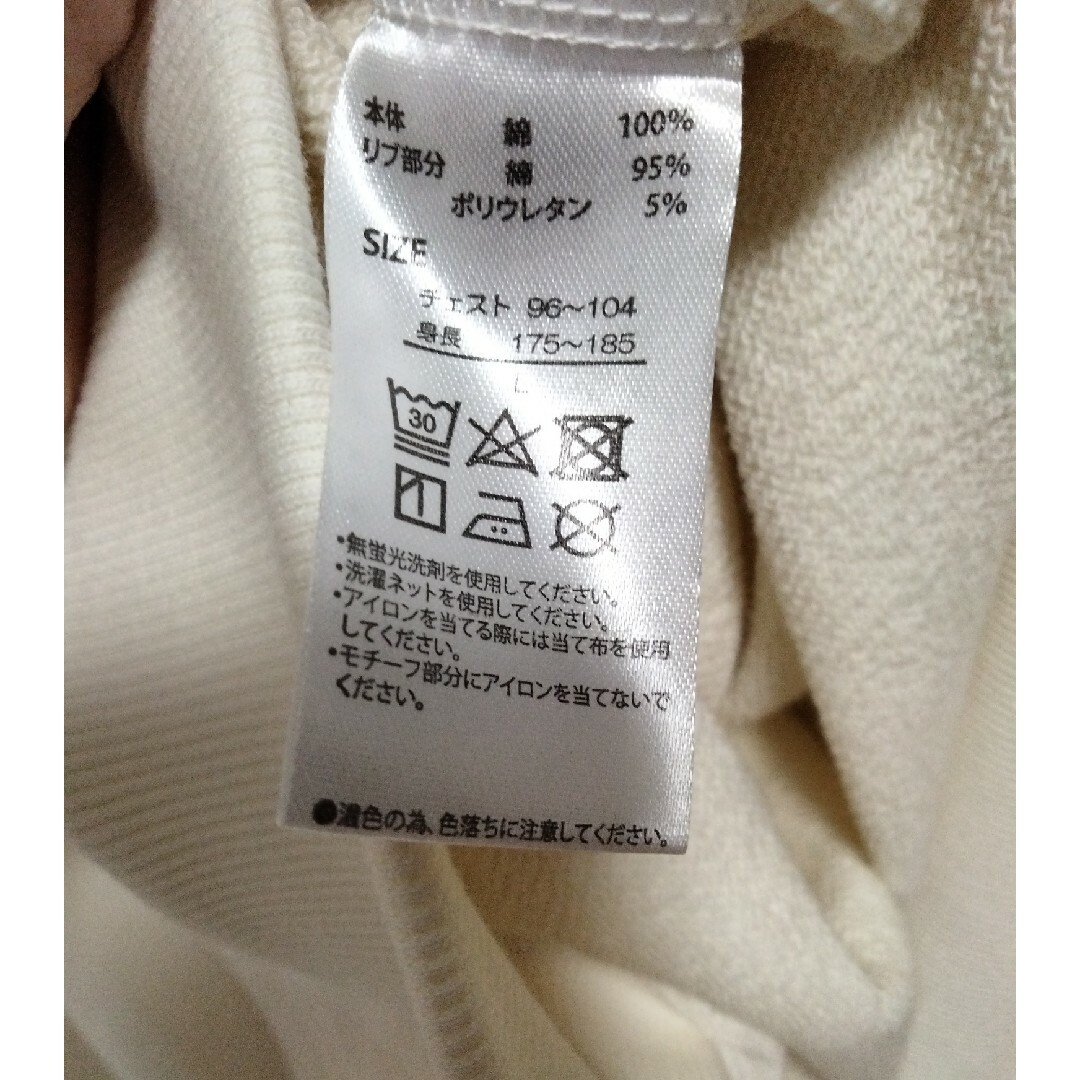 本体 綿 100%
リブ部分 綿 95%
ポリウレタン 5%
SIZE
チェスト 96～104
身長 175～185
L
30
•無蛍光洗剤を使用してください。
•洗濯ネットを使用してください。
•アイロンを当てる際には当て布を使用
してください。
•モチーフ部分にアイロンを当てないで
ください。
●濃色の為、色落ちに注意してください。